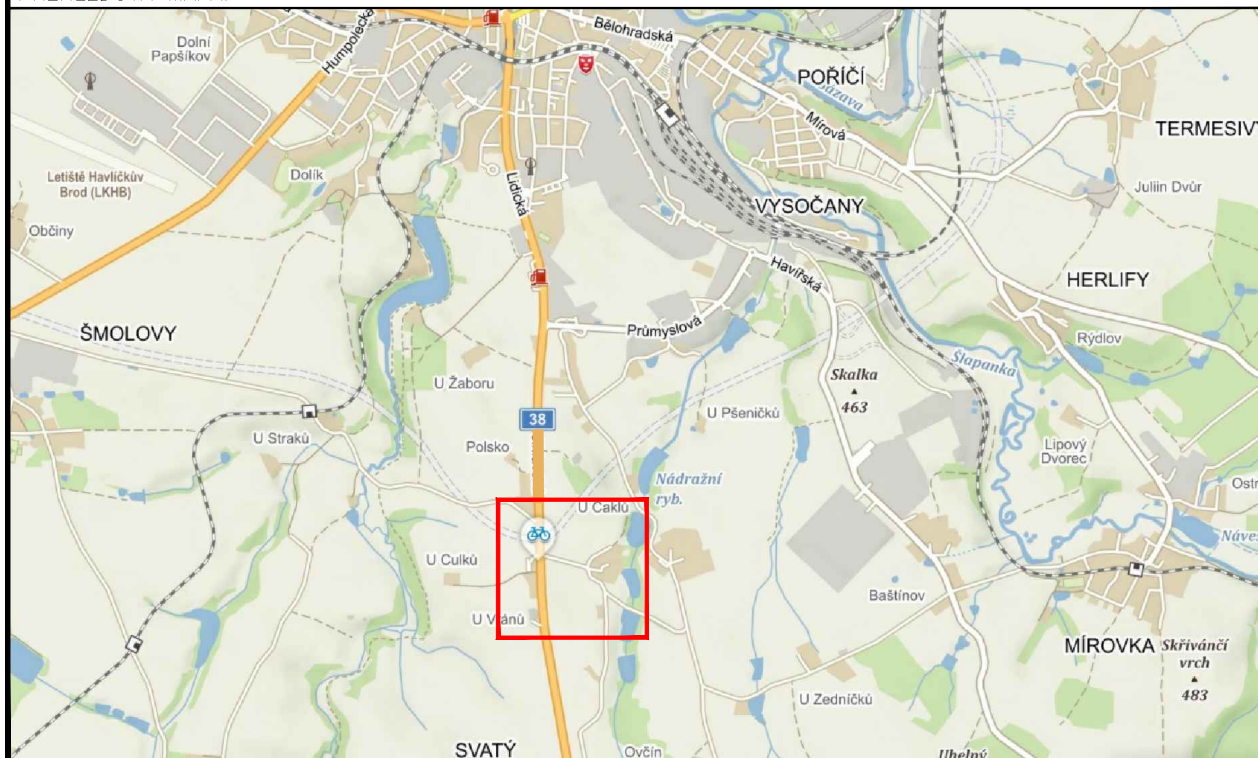 Dolní
Papšíkov
Humpolecká
Bělohradská
POŘÍČÍ
Sázava
Mírová
TERMESIVY
Letiště Havlíčkův
Brod (LKHB)
Dolík
Lidická
Juliin Dvůr
VYSOČANY
Občiny
Havířská
HERLIFY
ŠMOLOVY
Průmyslová
Rýdlov
Šlapanka
U Žaboru
Skalka
463
38
U Pšeničků
U Straků
Polsko
Lipový
Dvorec
Nádražní
ryb.
Ostr
U Caklů
Náves
U Culků
Baštínov
U Vránů
MÍROVKA
Skřivánčí
vrch
483
U Zedníčků
SVATÝ
Ovčín
Uhelný